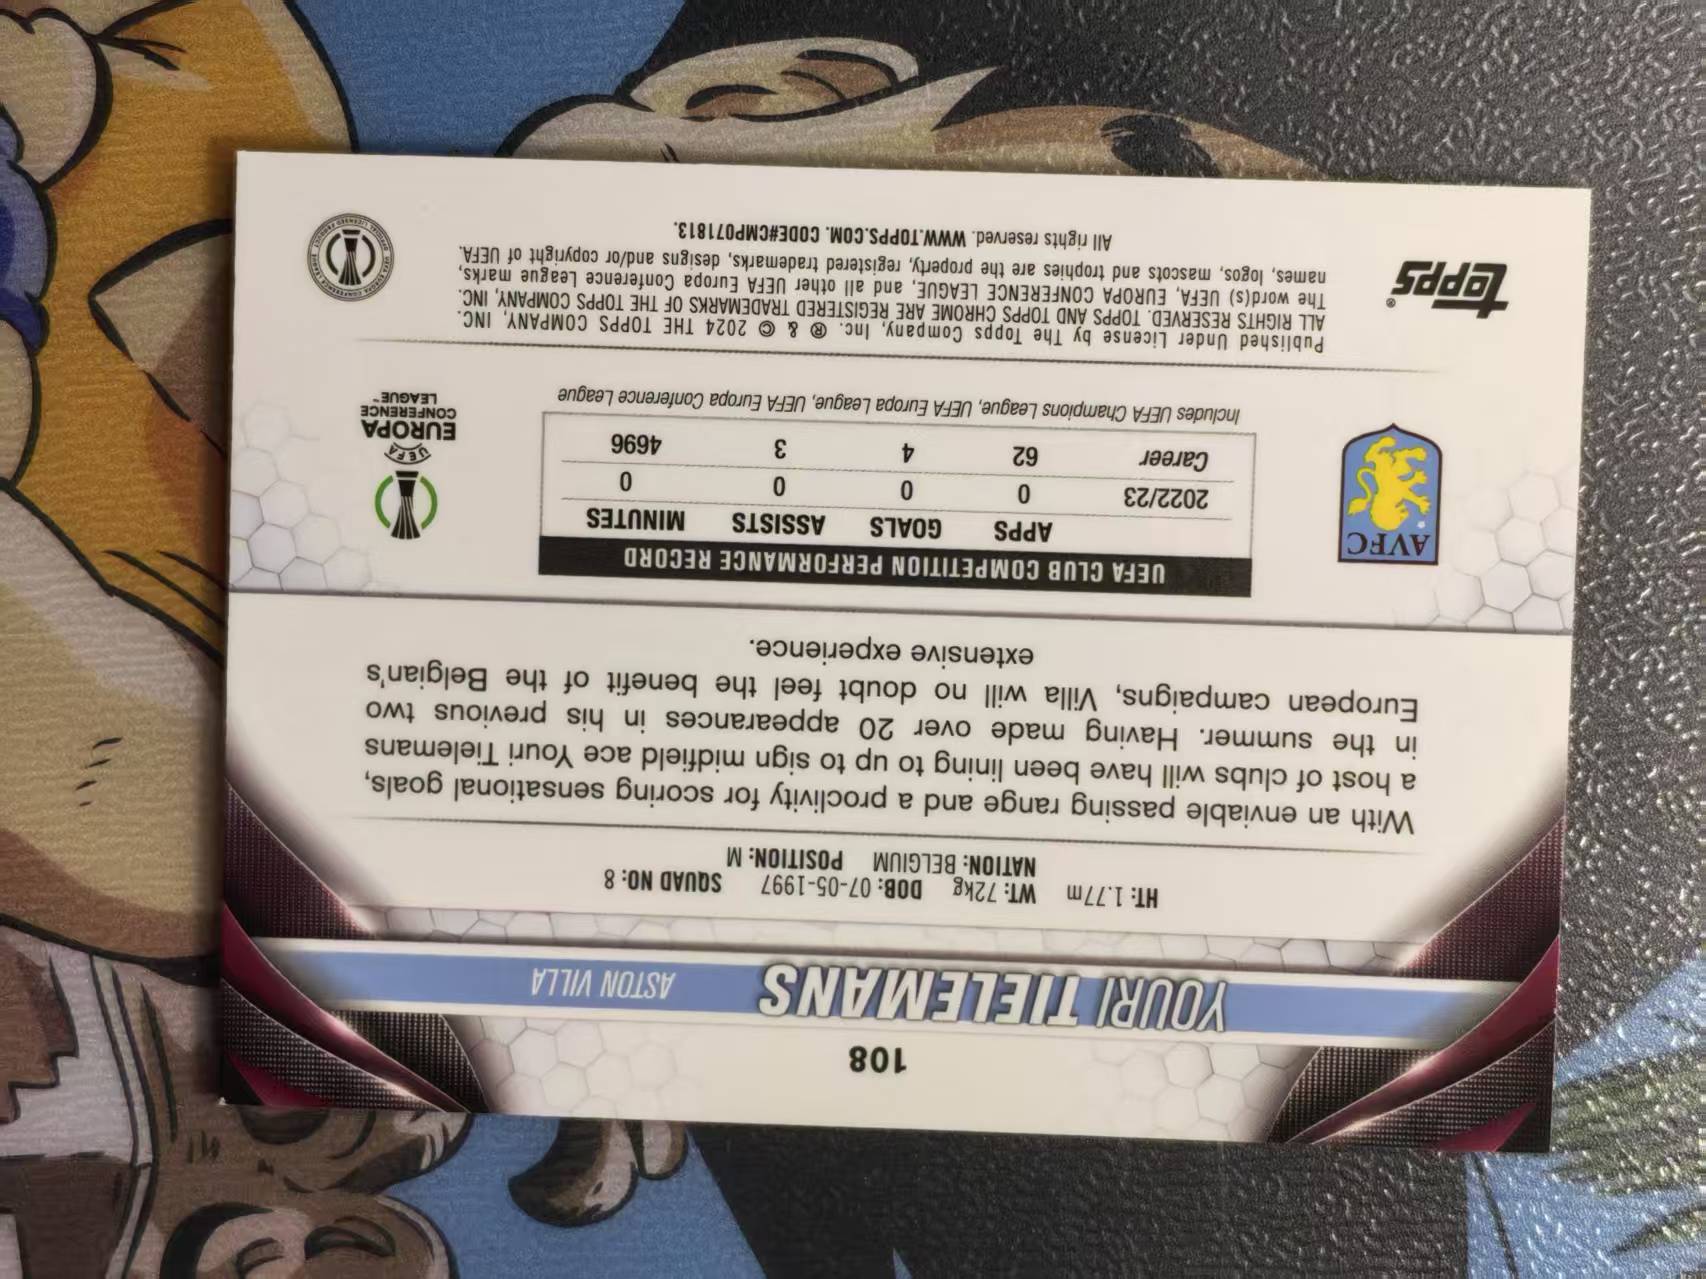 108
YOURI TIELEMANS ASTON VILLA
HT: 1.77m WT: 72kg DOB: 07-05-1997 SQUAD NO: 8
NATION: BELGIUM POSITION: M
With an enviable passing range and a proclivity for scoring sensational goals,
a host of clubs will have been lining to up to sign midfield ace Youri Tielemans
in the summer. Having made over 20 appearances in his previous two
European campaigns, Villa will no doubt feel the benefit of the Belgian's
extensive experience.
UEFA CLUB COMPETITION PERFORMANCE RECORD
APPS GOALS ASSISTS MINUTES
2022/23 0 0 0 0
Career 62 4 3 4696
Includes UEFA Champions League, UEFA Europa League, UEFA Europa Conference League
AVFC
UEFA
EUROPA
CONFERENCE
LEAGUE™
Published Under License by The Topps Company, Inc. ® & © 2024 THE TOPPS COMPANY, INC.
ALL RIGHTS RESERVED. TOPPS AND TOPPS CHROME ARE REGISTERED TRADEMARKS OF THE TOPPS COMPANY, INC.
The word(s) UEFA, EUROPA CONFERENCE LEAGUE, and all other UEFA Europa Conference League marks,
names, logos, mascots and trophies are the property, registered trademarks, designs and/or copyright of UEFA.
All rights reserved. WWW.TOPPS.COM. CODE#CMP071813.
topps®
UEFA EUROPA CONFERENCE LEAGUE
OFFICIAL LICENSED PRODUCT